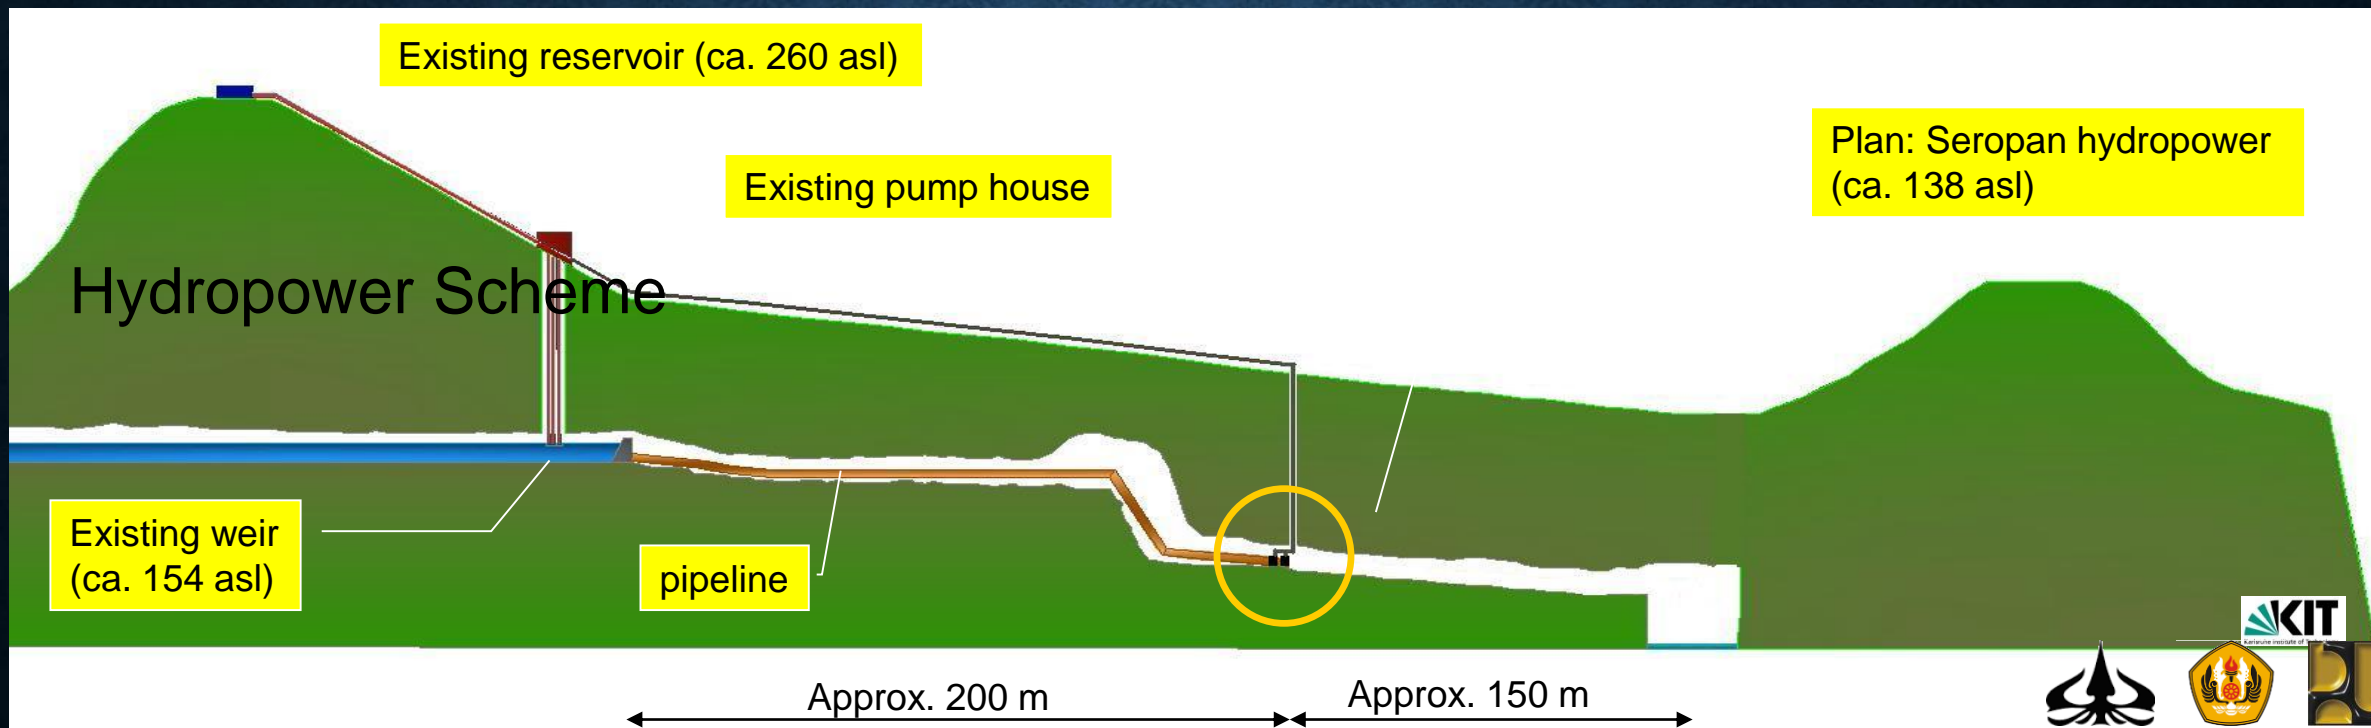 Existing reservoir (ca. 260 asl)
Plan: Seropan hydropower
(ca. 138 asl)
Existing pump house
Hydropower Scheme
Existing weir
(ca. 154 asl)
pipeline
KIT
Approx. 200 m
Approx. 150 m